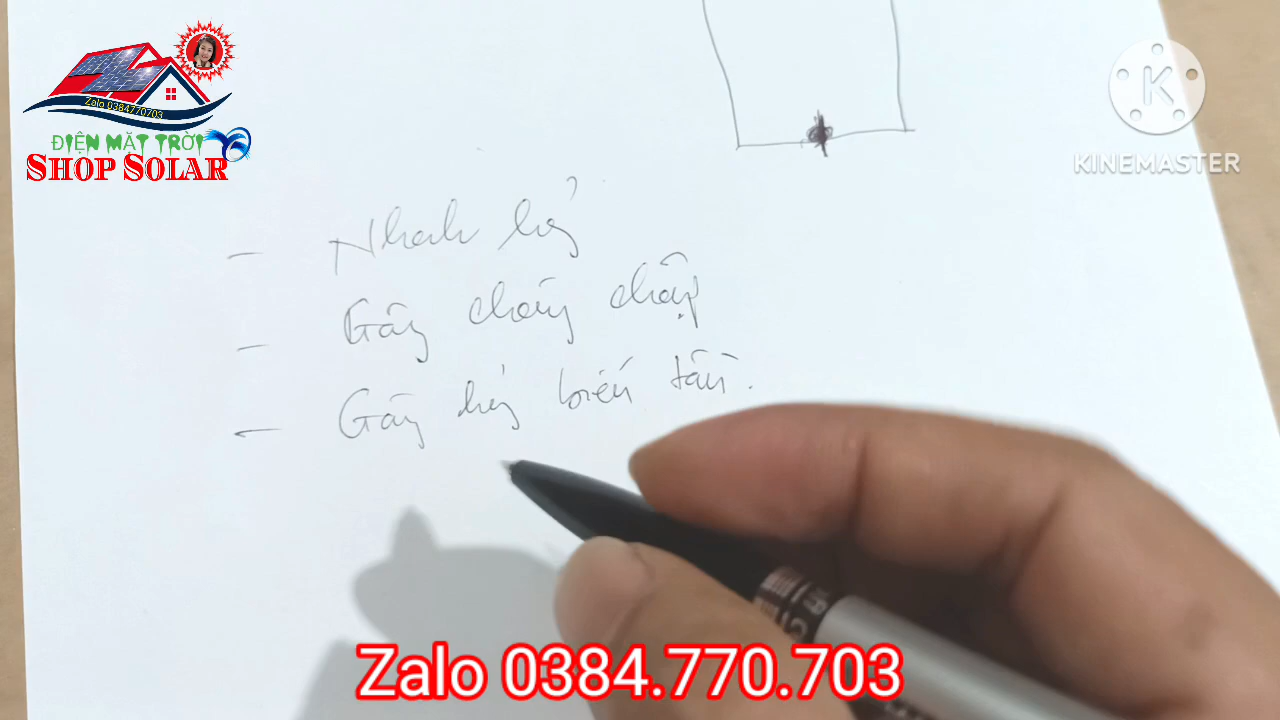 Zalo 0384770703
ĐIỆN MẶT TRỜI
SHOP SOLAR
K
KINEMASTER
- Nhanh hỏng
- Gây cháy chập
- Gây hỏng biến tần.
Zalo 0384.770.703